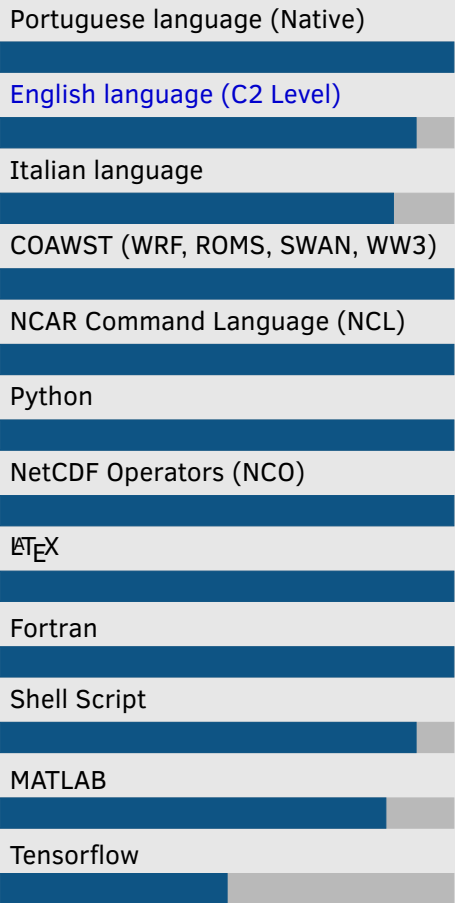 Portuguese language (Native)
English language (C2 Level)
Italian language
COAWST (WRF, ROMS, SWAN, WW3)
NCAR Command Language (NCL)
Python
NetCDF Operators (NCO)
LATEX
Fortran
Shell Script
MATLAB
Tensorflow